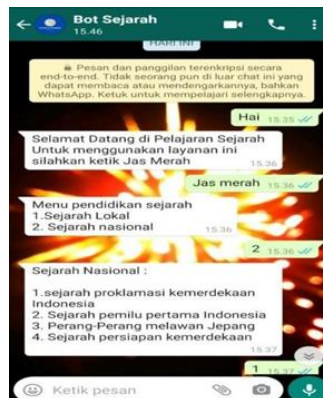 Bot Sejarah
15.46
HARI INI
Pesan dan panggilan terenkripsi secara
end-to-end. Tidak seorang pun di luar chat ini yang
dapat membaca atau mendengarkannya, bahkan
WhatsApp. Ketuk untuk mempelajari selengkapnya.
Hai 15.35
Selamat Datang di Pelajaran Sejarah
Untuk menggunakan layanan ini
silahkan ketik Jas Merah 15.36
Jas merah 15.36
Menu pendidikan sejarah
1.Sejarah Lokal
2. Sejarah nasional 15.36
2 15.36
Sejarah Nasional :
1.sejarah proklamasi kemerdekaan
Indonesia
2. Sejarah pemilu pertama Indonesia
3. Perang-Perang melawan Jepang
4. Sejarah persiapan kemerdekaan
15.37
1 15.37
Ketik pesan